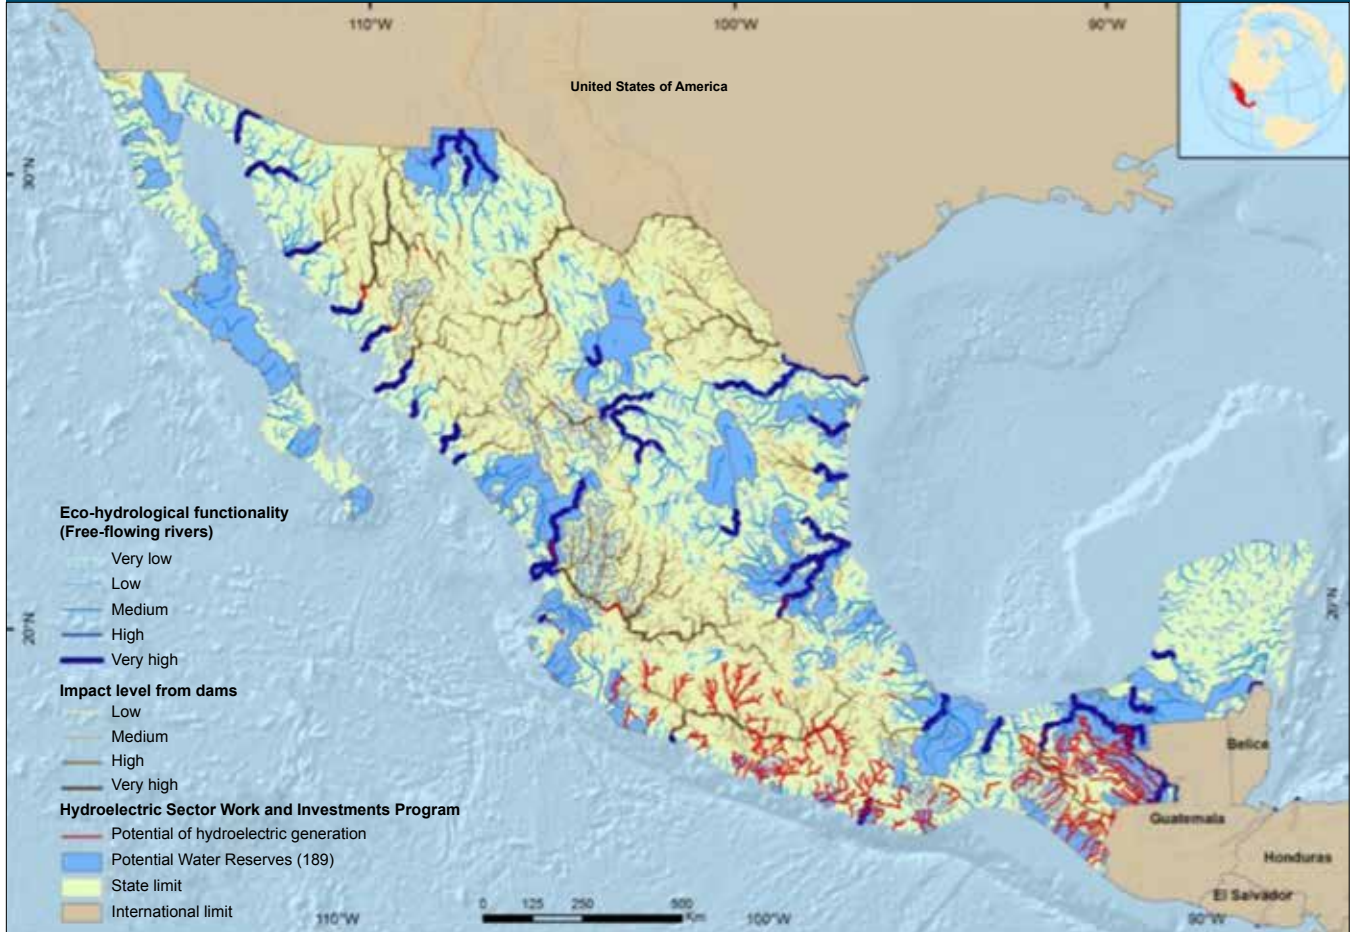 110°W
100°W
90°W
United States of America
30°N
20°N
20°N
Eco-hydrological functionality
(Free-flowing rivers)
Very low
Low
Medium
High
Very high
Impact level from dams
Low
Medium
High
Very high
Hydroelectric Sector Work and Investments Program
Potential of hydroelectric generation
Potential Water Reserves (189)
State limit
International limit
Belice
Guatemala
Honduras
El Salvador
0 125 250 500
Km
110°W
100°W
90°W